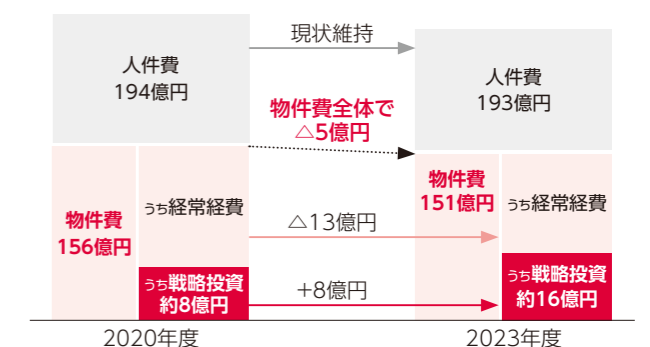 人件費
194億円
物件費
156億円
うち経常経費
うち戦略投資
約8億円
現状維持
物件費全体で
△5億円
△13億円
+8億円
人件費
193億円
物件費
151億円
うち経常経費
うち戦略投資
約16億円
2020年度
2023年度